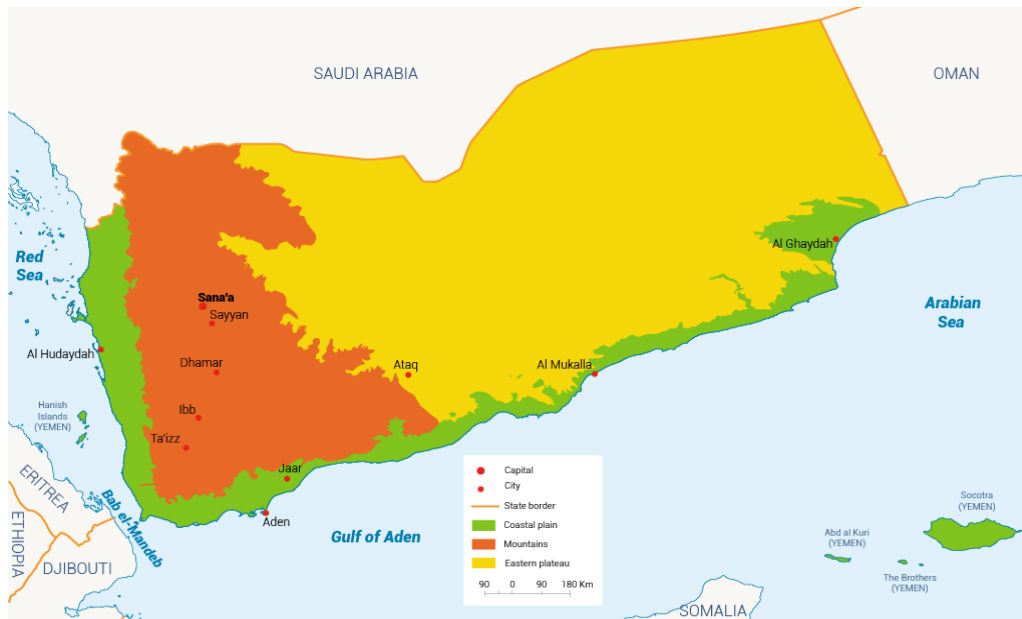 SAUDI ARABIA
OMAN
Red
Sea
Al Ghaydah
Sana'a
Sayyan
Arabian
Sea
Al Hudaydah
Dhamar
Ataq
Al Mukalla
Hanish
Islands
(YEMEN)
Ibb
Ta'izz
Jaar
Aden
ERITREA
Bab el-Mandeb
ETHIOPIA
DJIBOUTI
Gulf of Aden
Capital
City
State border
Coastal plain
Mountains
Eastern plateau
90 0 90 180 Km
Socotra
(YEMEN)
Abd al Kuri
(YEMEN)
The Brothers
(YEMEN)
SOMALIA